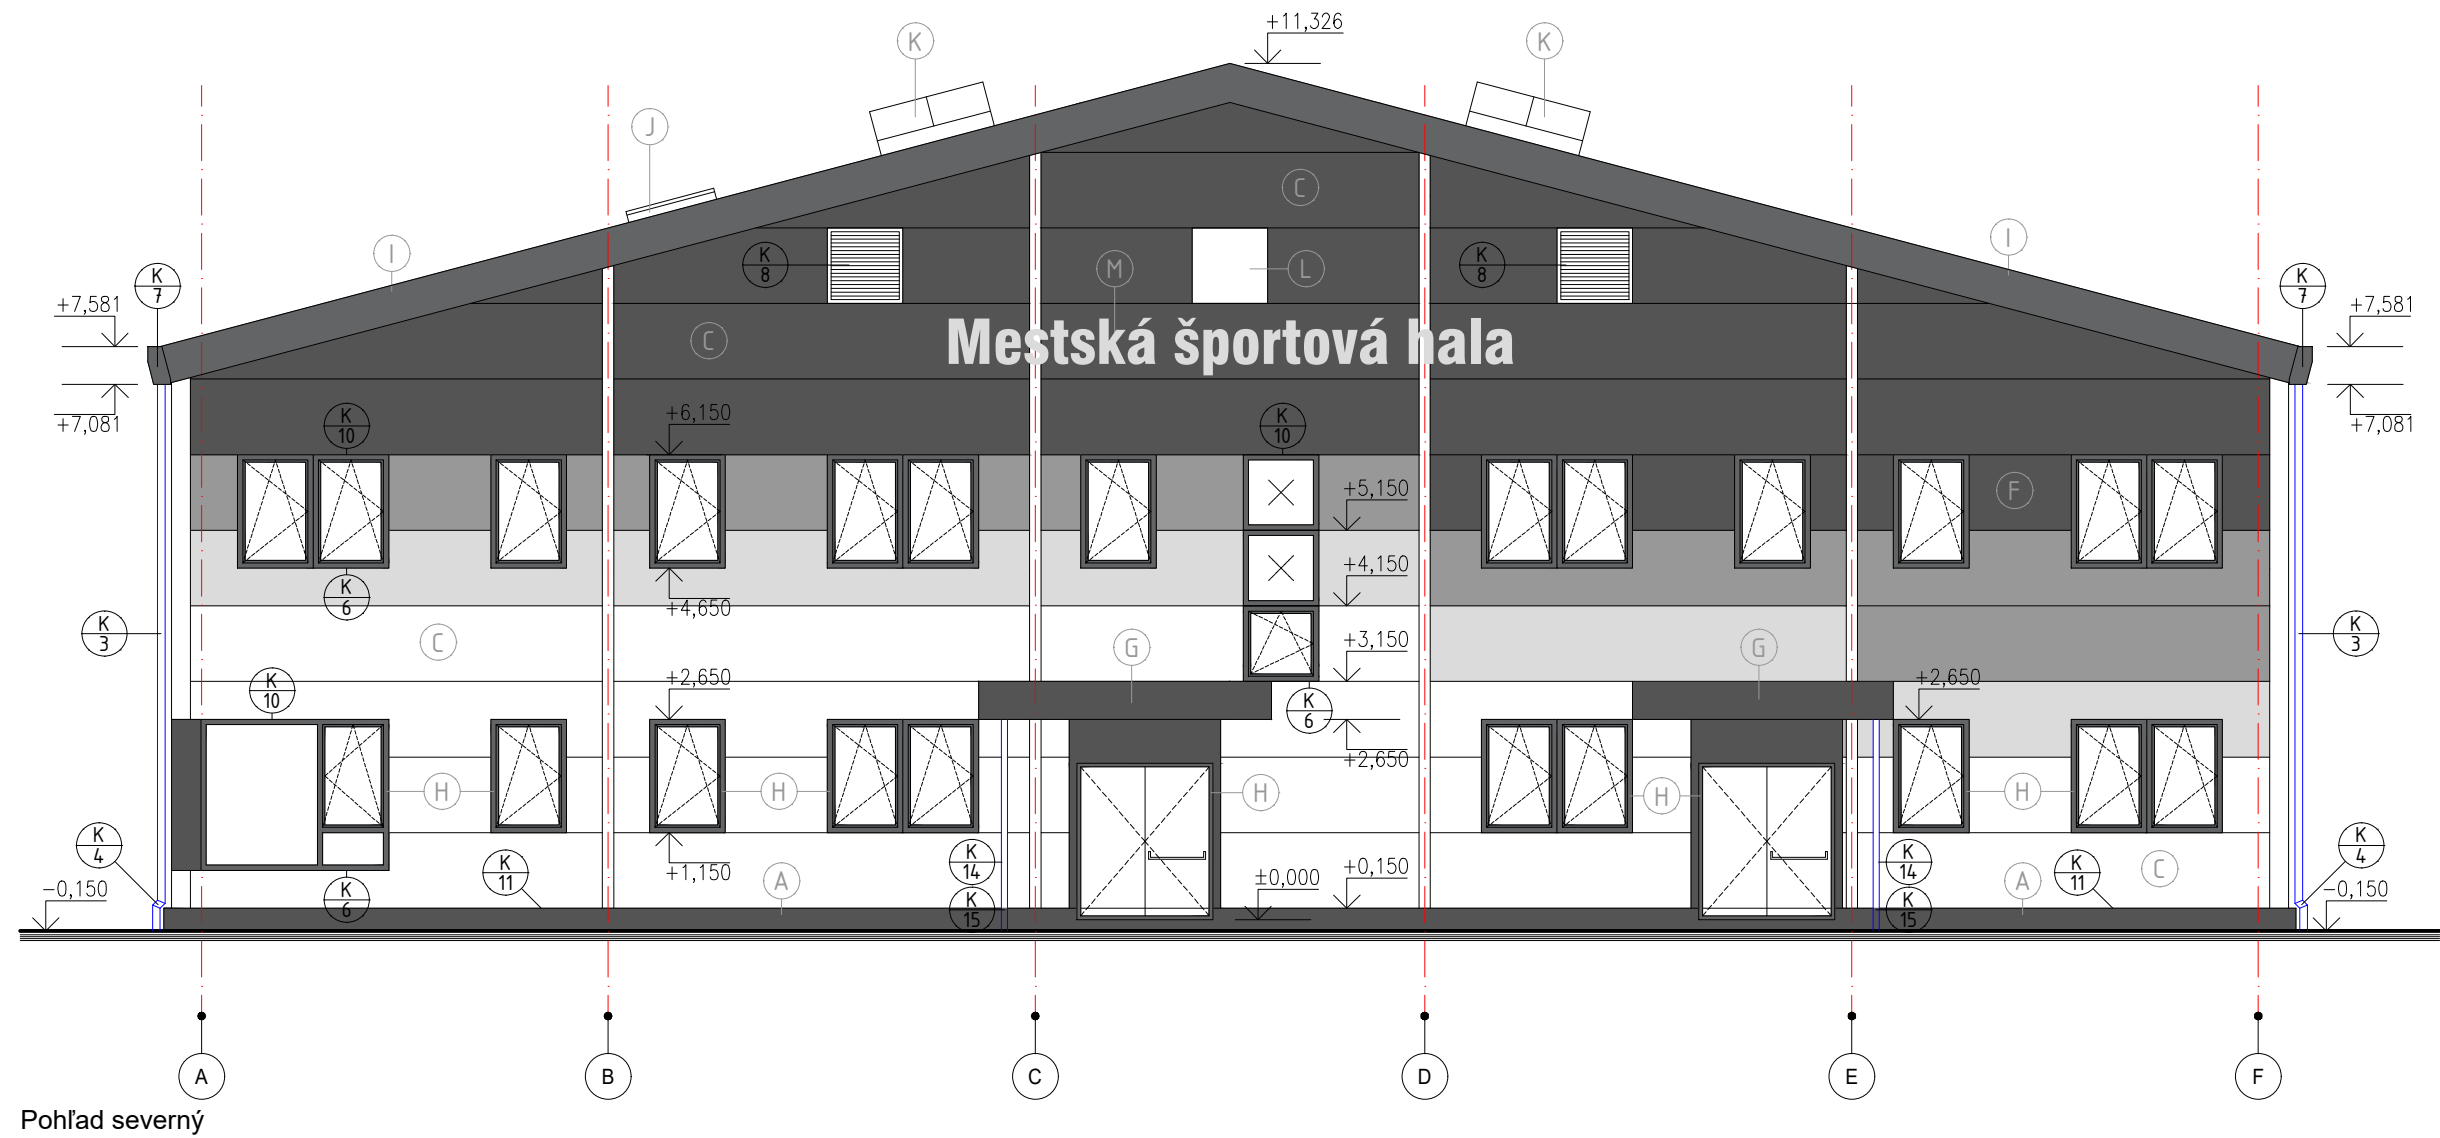 +11,326
K K
J
C
I I
K
8
M
L
K
8
K
7
K
7
+7,581
+7,581
C
Mestská športová hala
+7,081
+7,081
K
10
+6,150
K
10
+5,150
F
+4,150
K
6
+4,650
K
3
C
+3,150
G
G
K
3
K
10
+2,650
+2,650
K
6
+2,650
H H H H H
K
4
K
11
+1,150
A
K
14
±0,000
+0,150
K
14
A
K
11
C
K
4
-0,150
K
6
K
15
K
15
-0,150
A B C D E F
Pohľad severný